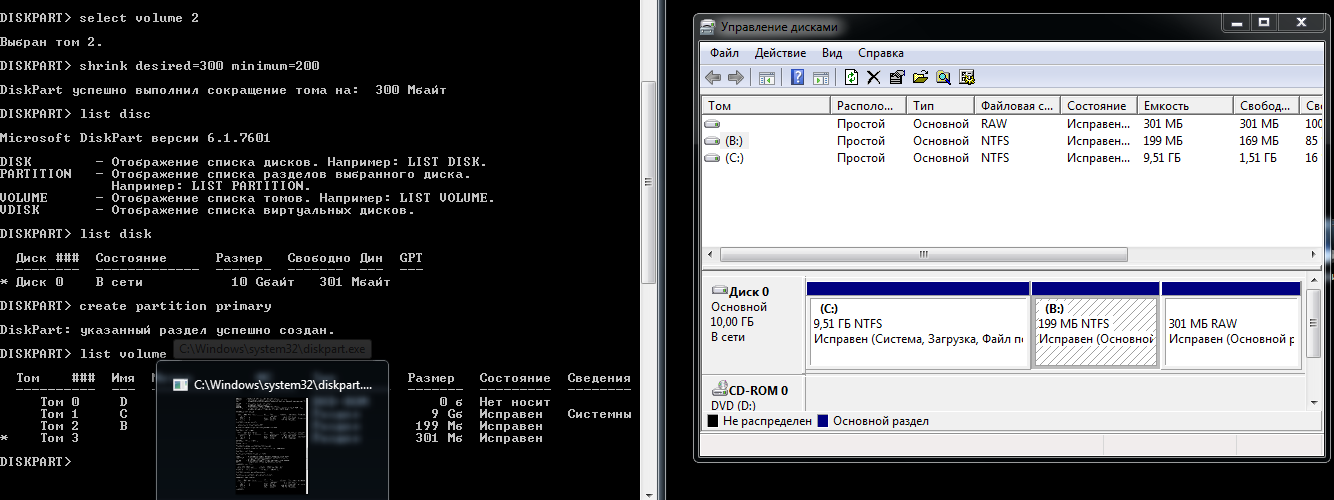 DISKPART> select volume 2
Выбран том 2.
DISKPART> shrink desired=300 minimum=200
DiskPart успешно выполнил сокращение тома на:  300 Мбайт
DISKPART> list disc
Microsoft DiskPart версии 6.1.7601
DISK        - Отображение списка дисков. Например: LIST DISK.
PARTITION   - Отображение списка разделов выбранного диска.
Например: LIST PARTITION.
VOLUME      - Отображение списка томов. Например: LIST VOLUME.
VDISK       - Отображение списка виртуальных дисков.
DISKPART> list disk
Диск ###  Состояние      Размер   Свободно Дин  GPT
--------  -------------  -------  -------  ---  ---
* Диск 0    В сети           10 Gбайт   301 Mбайт
DISKPART> create partition primary
DiskPart: указанный раздел успешно создан.
DISKPART> list volume
C:\Windows\system32\diskpart.exe
Том     ###  Имя  Размер   Состояние  Сведения
Том 0     D  0 б   Нет носит
Том 1     C  9 Gб   Исправен   Системны
Том 2     B  199 Mб   Исправен
*     Том 3  301 Mб   Исправен
DISKPART>
C:\Windows\system32\diskpart....
Управление дисками
Файл Действие Вид Справка
Том Располо... Тип Файловая с... Состояние Емкость Свобод... Св
Простой Основной RAW Исправен... 301 МБ 301 МБ 100
(B:) Простой Основной NTFS Исправен... 199 МБ 169 МБ 85
(C:) Простой Основной NTFS Исправен... 9,51 ГБ 1,51 ГБ 16
Диск 0
Основной
10,00 ГБ
В сети
(C:)
9,51 ГБ NTFS
Исправен (Система, Загрузка, Файл по
(B:)
199 МБ NTFS
Исправен (Основной
301 МБ RAW
Исправен (Основной р
CD-ROM 0
DVD (D:)
Не распределен Основной раздел